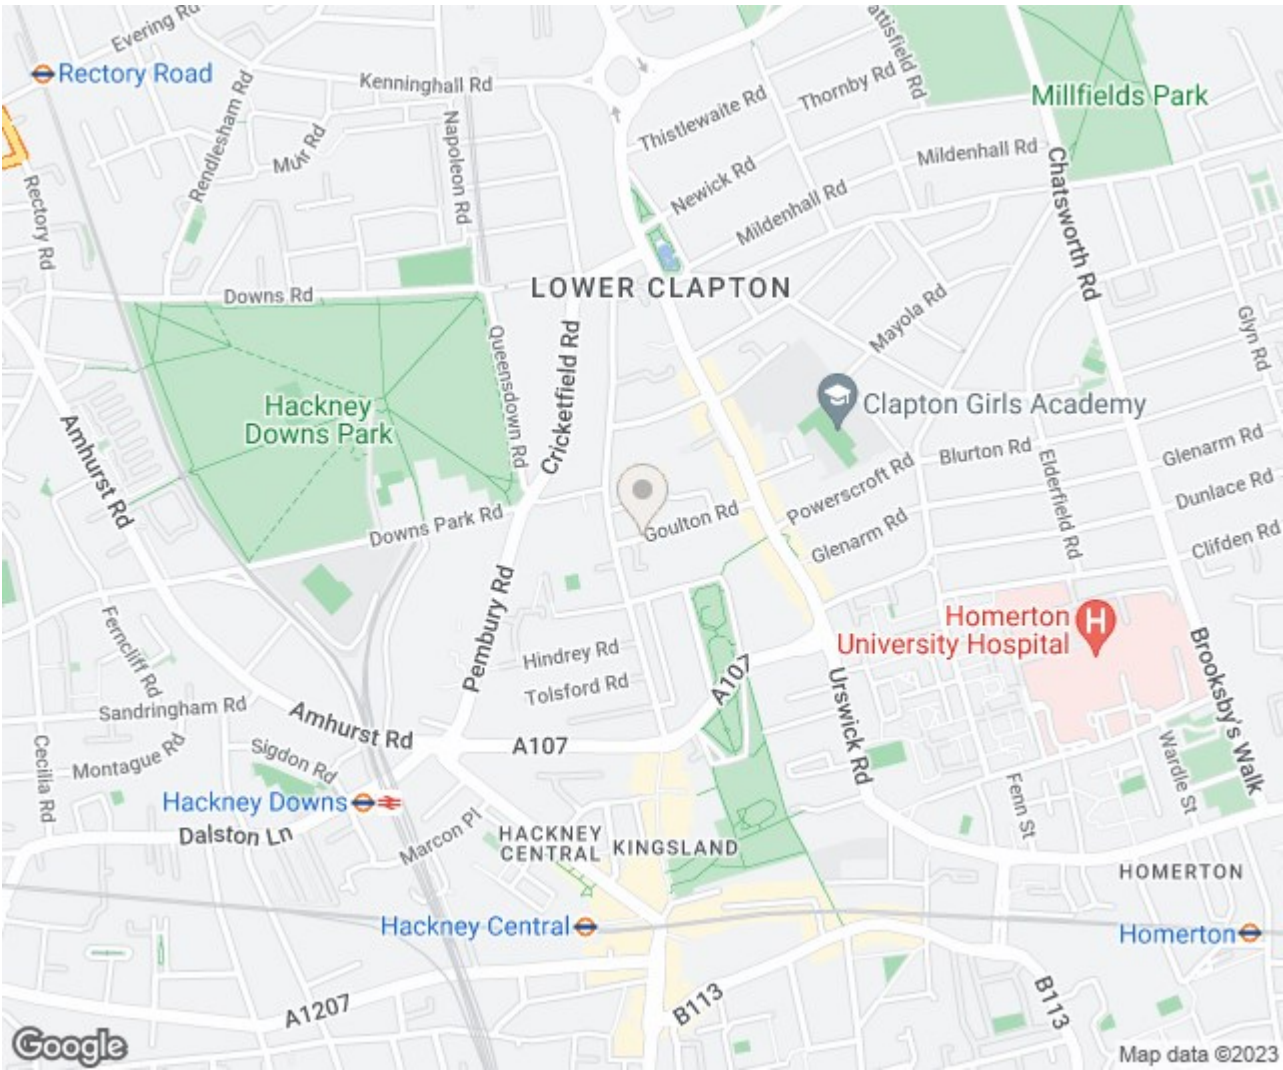 Evering Rd
Rectory Road
Kenninghall Rd
attisfield Rd
Thornby Rd
Thistlewaite Rd
Millfields Park
Rendlesham Rd
Muir Rd
Napoleon Rd
Newick Rd
Mildenhall Rd
Mildenhall Rd
Chatsworth Rd
Rectory Rd
Downs Rd
LOWER CLAPTON
Mayola Rd
Glyn Rd
Queensdown Rd
Cricketfield Rd
Hackney
Downs Park
Clapton Girls Academy
Amhurst Rd
Blurton Rd
Elderfield Rd
Glenarm Rd
Powerscroft Rd
Dunlace Rd
Downs Park Rd
Goulton Rd
Glenarm Rd
Clifden Rd
Pembury Rd
Ferncliff Rd
Homerton
University Hospital
H
Hindrey Rd
Tolsford Rd
A107
Urswick Rd
Brooksby's Walk
Sandringham Rd
Amhurst Rd
A107
Montague Rd
Cecilia Rd
Sigdon Rd
Wardle St
Fenn St
Hackney Downs
Dalston Ln
Marcon Pl
HACKNEY
CENTRAL
KINGSLAND
HOMERTON
Hackney Central
Homerton
A1207
B113
B113
Google
Map data ©2023